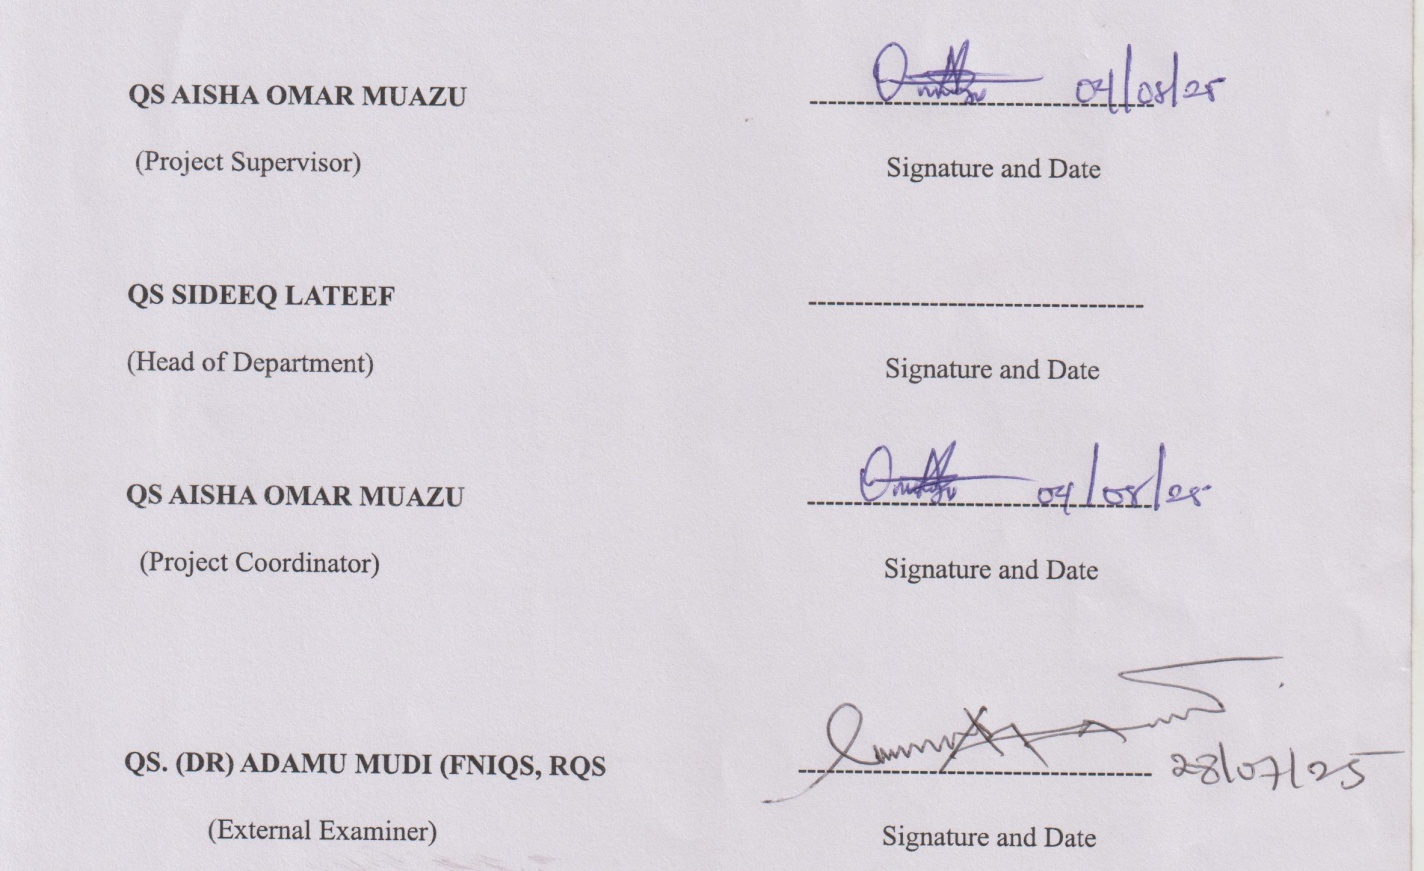 QS AISHA OMAR MUAZU 04/08/25
(Project Supervisor) Signature and Date
QS SIDEEQ LATEEF
(Head of Department) Signature and Date
QS AISHA OMAR MUAZU 04/08/25
(Project Coordinator) Signature and Date
QS. (DR) ADAMU MUDI (FNIQS, RQS 28/07/25
(External Examiner) Signature and Date